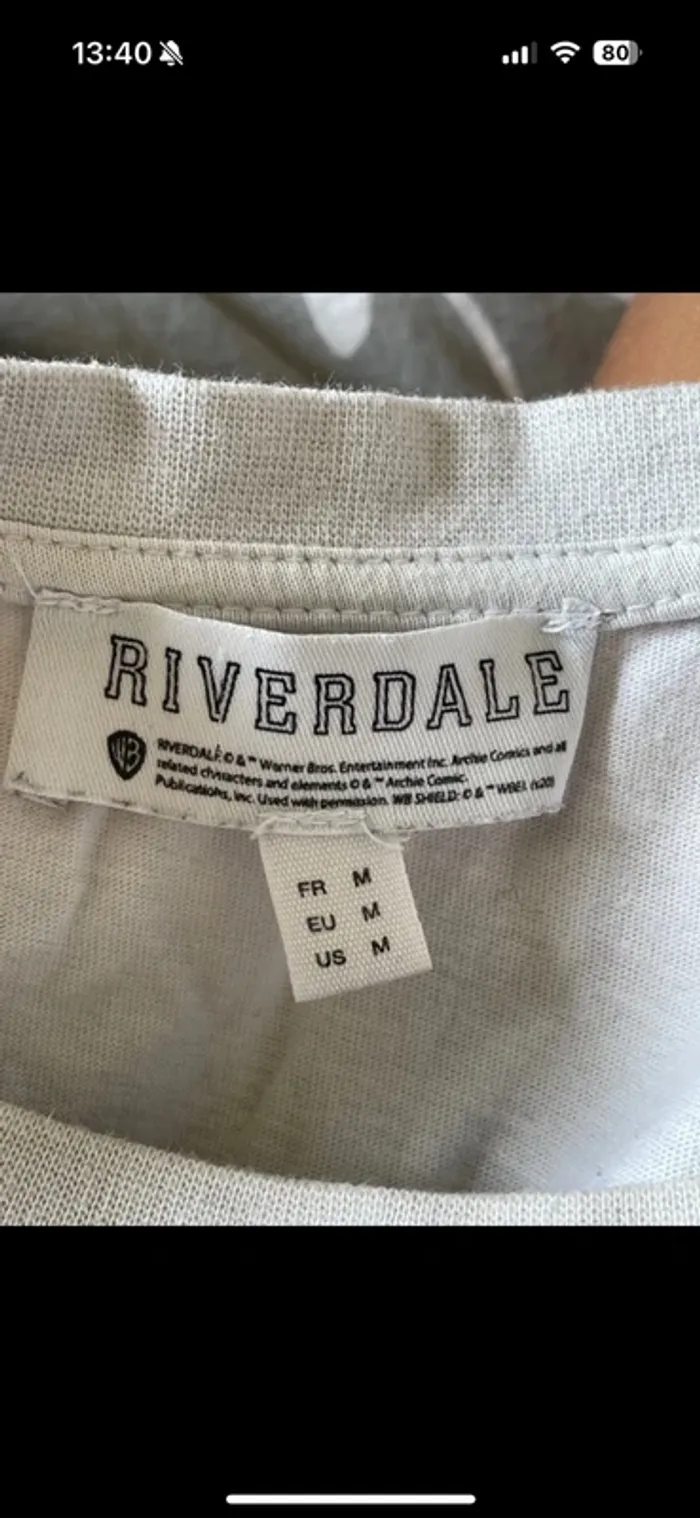 13:40
80
RIVERDALE
WB
RIVERDALE: © & ™ Warner Bros. Entertainment Inc. Archie Comics and all
related characters and elements © & ™ Archie Comic.
Publications, Inc. Used with permission. WB SHIELD: © & ™ WBEI. (s20)
FR M
EU M
US M